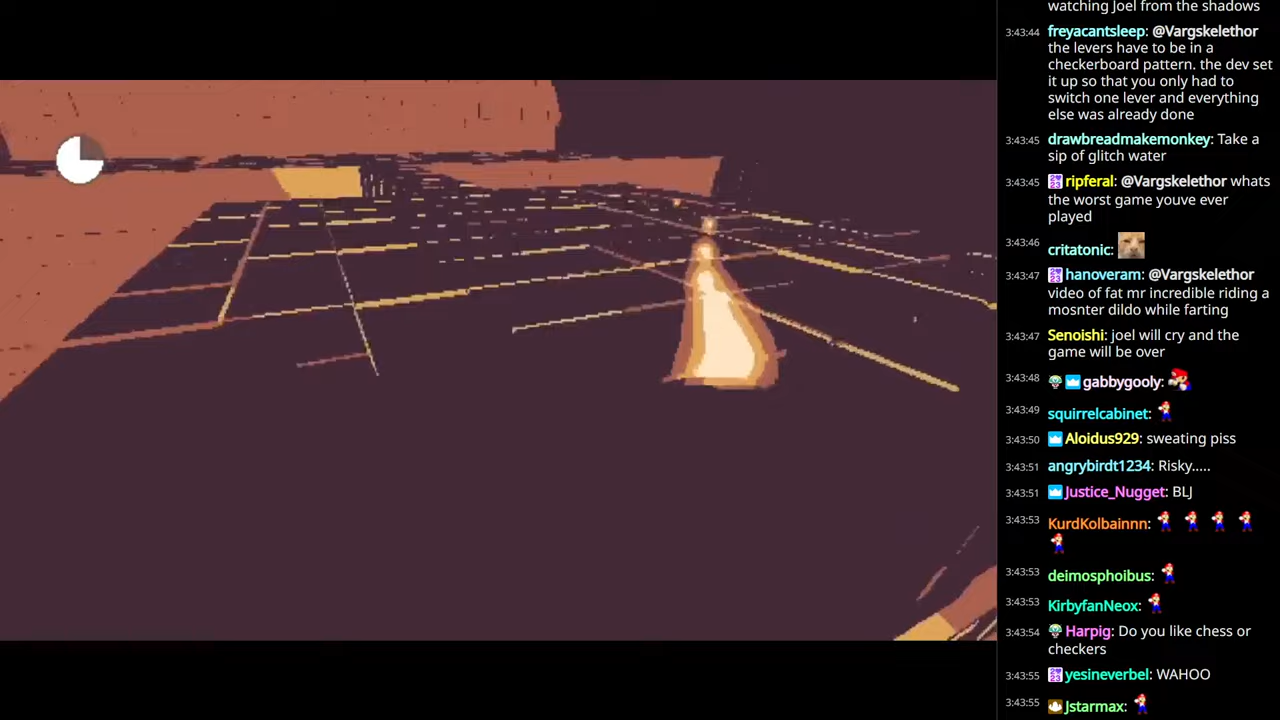 watching Joel from the shadows
3:43:44 freyacantsleep: @Vargskelethor
the levers have to be in a
checkerboard pattern. the dev set
it up so that you only had to
switch one lever and everything
else was already done
3:43:45 drawbreadmakemonkey: Take a
sip of glitch water
3:43:45 ripferal: @Vargskelethor whats
the worst game youve ever
played
3:43:46 critatonic:
3:43:47 hanoveram: @Vargskelethor
video of fat mr incredible riding a
mosnter dildo while farting
3:43:47 Senoishi: joel will cry and the
game will be over
3:43:48 gabbygooly:
3:43:49 squirrelcabinet:
3:43:50 Aloidus929: sweating piss
3:43:51 angrybirdt1234: Risky.....
3:43:51 Justice_Nugget: BLJ
3:43:53 KurdKolbainnn:
3:43:53 deimosphoibus:
3:43:53 KirbyfanNeox:
3:43:54 Harpig: Do you like chess or
checkers
3:43:55 yesineverbel: WAHOO
3:43:55 Jstarmax: